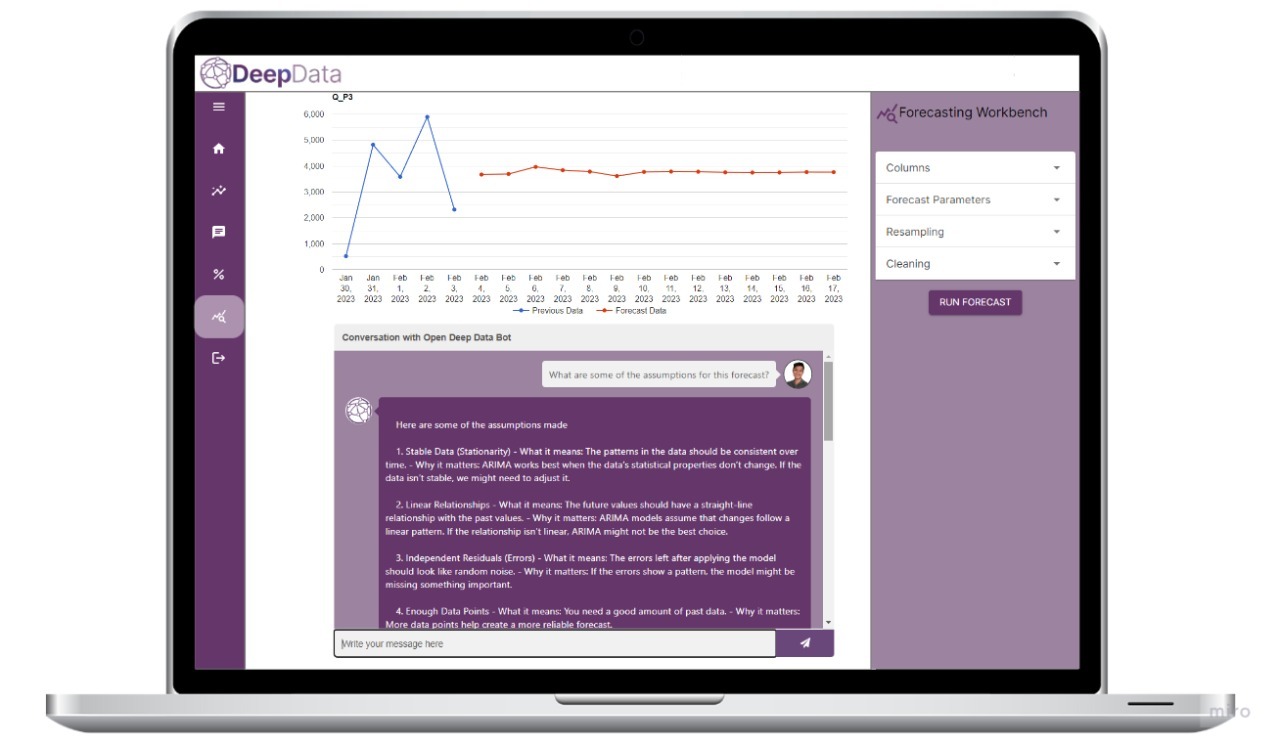 DeepData
Q_P3
6,000
5,000
4,000
3,000
2,000
1,000
0
Jan 30, 2023
Jan 31, 2023
Feb 1, 2023
Feb 2, 2023
Feb 3, 2023
Feb 4, 2023
Feb 5, 2023
Feb 6, 2023
Feb 7, 2023
Feb 8, 2023
Feb 9, 2023
Feb 10, 2023
Feb 11, 2023
Feb 12, 2023
Feb 13, 2023
Feb 14, 2023
Feb 15, 2023
Feb 16, 2023
Feb 17, 2023
Previous Data
Forecast Data
Conversation with Open Deep Data Bot
What are some of the assumptions for this forecast?
Here are some of the assumptions made
1. Stable Data (Stationarity) - What it means: The patterns in the data should be consistent over
time. - Why it matters: ARIMA works best when the data's statistical properties don't change. If the
data isn't stable, we might need to adjust it.
2. Linear Relationships - What it means: The future values should have a straight-line
relationship with the past values. - Why it matters: ARIMA models assume that changes follow a
linear pattern. If the relationship isn't linear, ARIMA might not be the best choice.
3. Independent Residuals (Errors) - What it means: The errors left after applying the model
should look like random noise. - Why it matters: If the errors show a pattern, the model might be
missing something important.
4. Enough Data Points - What it means: You need a good amount of past data. - Why it matters:
More data points help create a more reliable forecast.
Write your message here
Forecasting Workbench
Columns
Forecast Parameters
Resampling
Cleaning
RUN FORECAST
miro